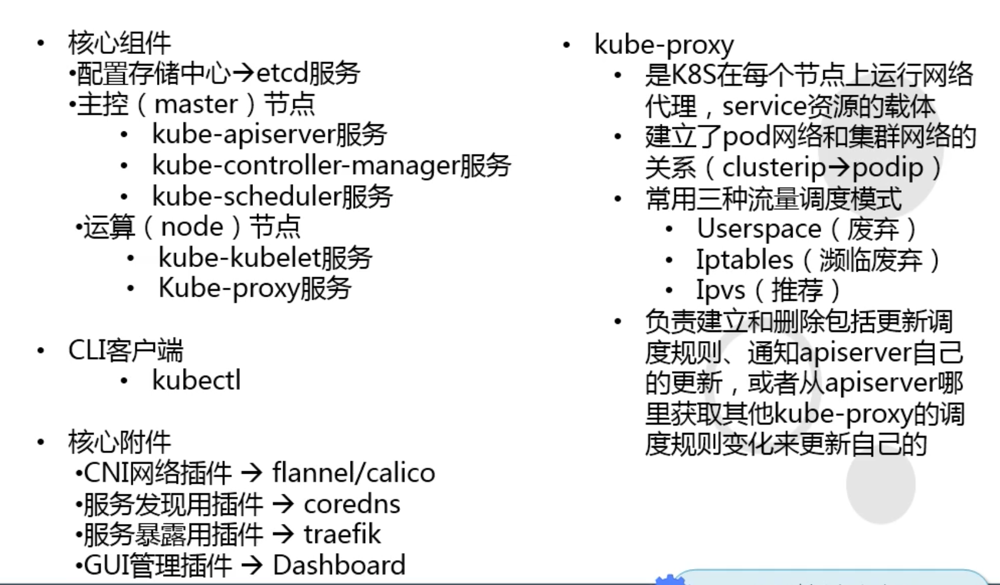 • 核心组件
•配置存储中心→etcd服务
•主控（master）节点
• kube-apiserver服务
• kube-controller-manager服务
• kube-scheduler服务
•运算（node）节点
• kube-kubelet服务
• Kube-proxy服务
• CLI客户端
• kubectl
• 核心附件
•CNI网络插件 → flannel/calico
•服务发现用插件 → coredns
•服务暴露用插件 → traefik
•GUI管理插件 → Dashboard
• kube-proxy
• 是K8S在每个节点上运行网络
代理，service资源的载体
• 建立了pod网络和集群网络的
关系（clusterip→podip）
• 常用三种流量调度模式
• Userspace（废弃）
• Iptables（濒临废弃）
• Ipvs（推荐）
• 负责建立和删除包括更新调
度规则、通知apiserver自己
的更新，或者从apiserver哪
里获取其他kube-proxy的调
度规则变化来更新自己的